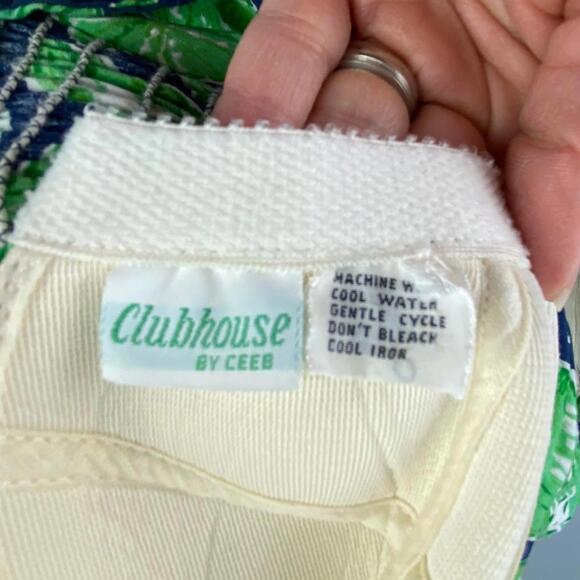 Clubhouse
BY CEEB
MACHINE W
COOL WATER
GENTLE CYCLE
DON'T BLEACH
COOL IRON